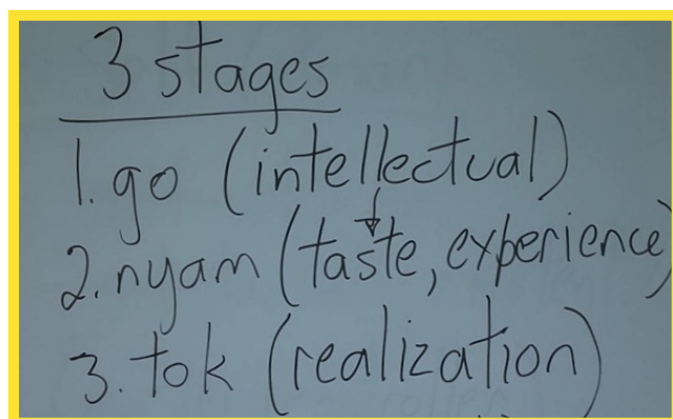 3 stages
1. go (intellectual)
2. nyam (taste, experience)
3. tok (realization)